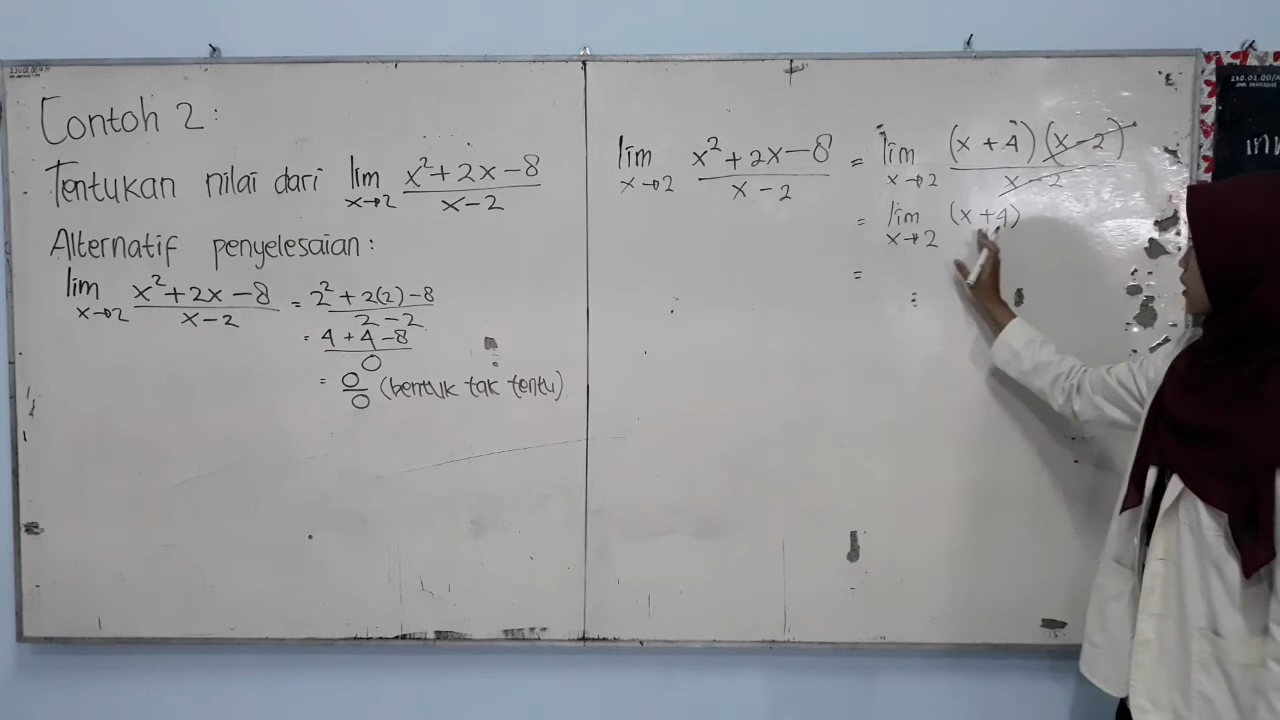 Contoh 2:
Tentukan nilai dari lim x→2 (x²+2x-8)/(x-2)
Alternatif penyelesaian:
lim x→2 (x²+2x-8)/(x-2) = (2²+2(2)-8)/(2-2)
= (4+4-8)/0
= 0/0 (bentuk tak tentu)
lim x→2 (x²+2x-8)/(x-2) = lim x→2 (x+4)(x-2)/(x-2)
= lim x→2 (x+4)
=